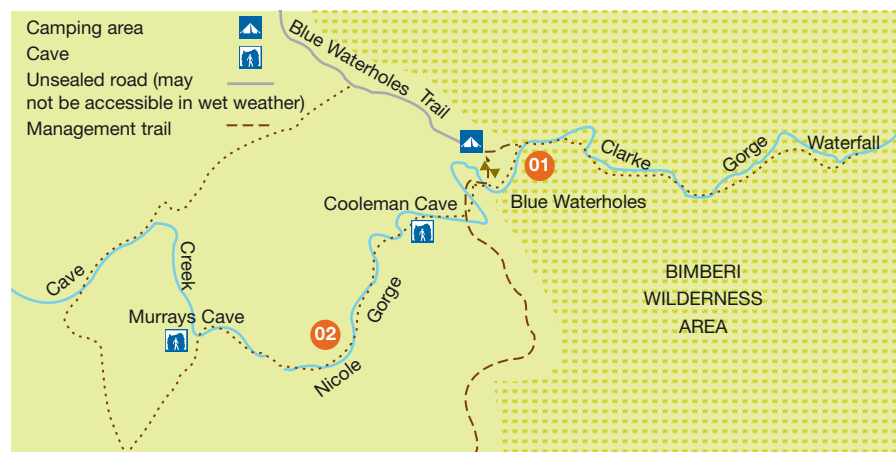 Camping area
Cave
Unsealed road (may
not be accessible in wet weather)
Management trail
Blue Waterholes Trail
01
Clarke Gorge
Waterfall
Blue Waterholes
Cooleman Cave
BIMBERI
WILDERNESS
AREA
Cave Creek
Murrays Cave
02
Nicole Gorge